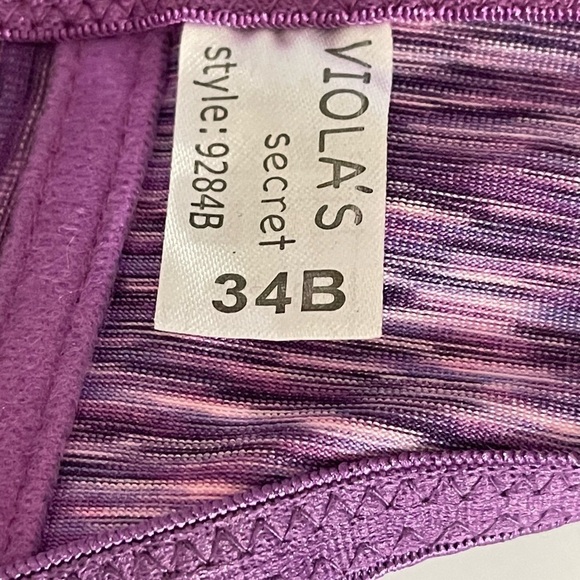 VIOLA'S
secret
style: 9284B
34B